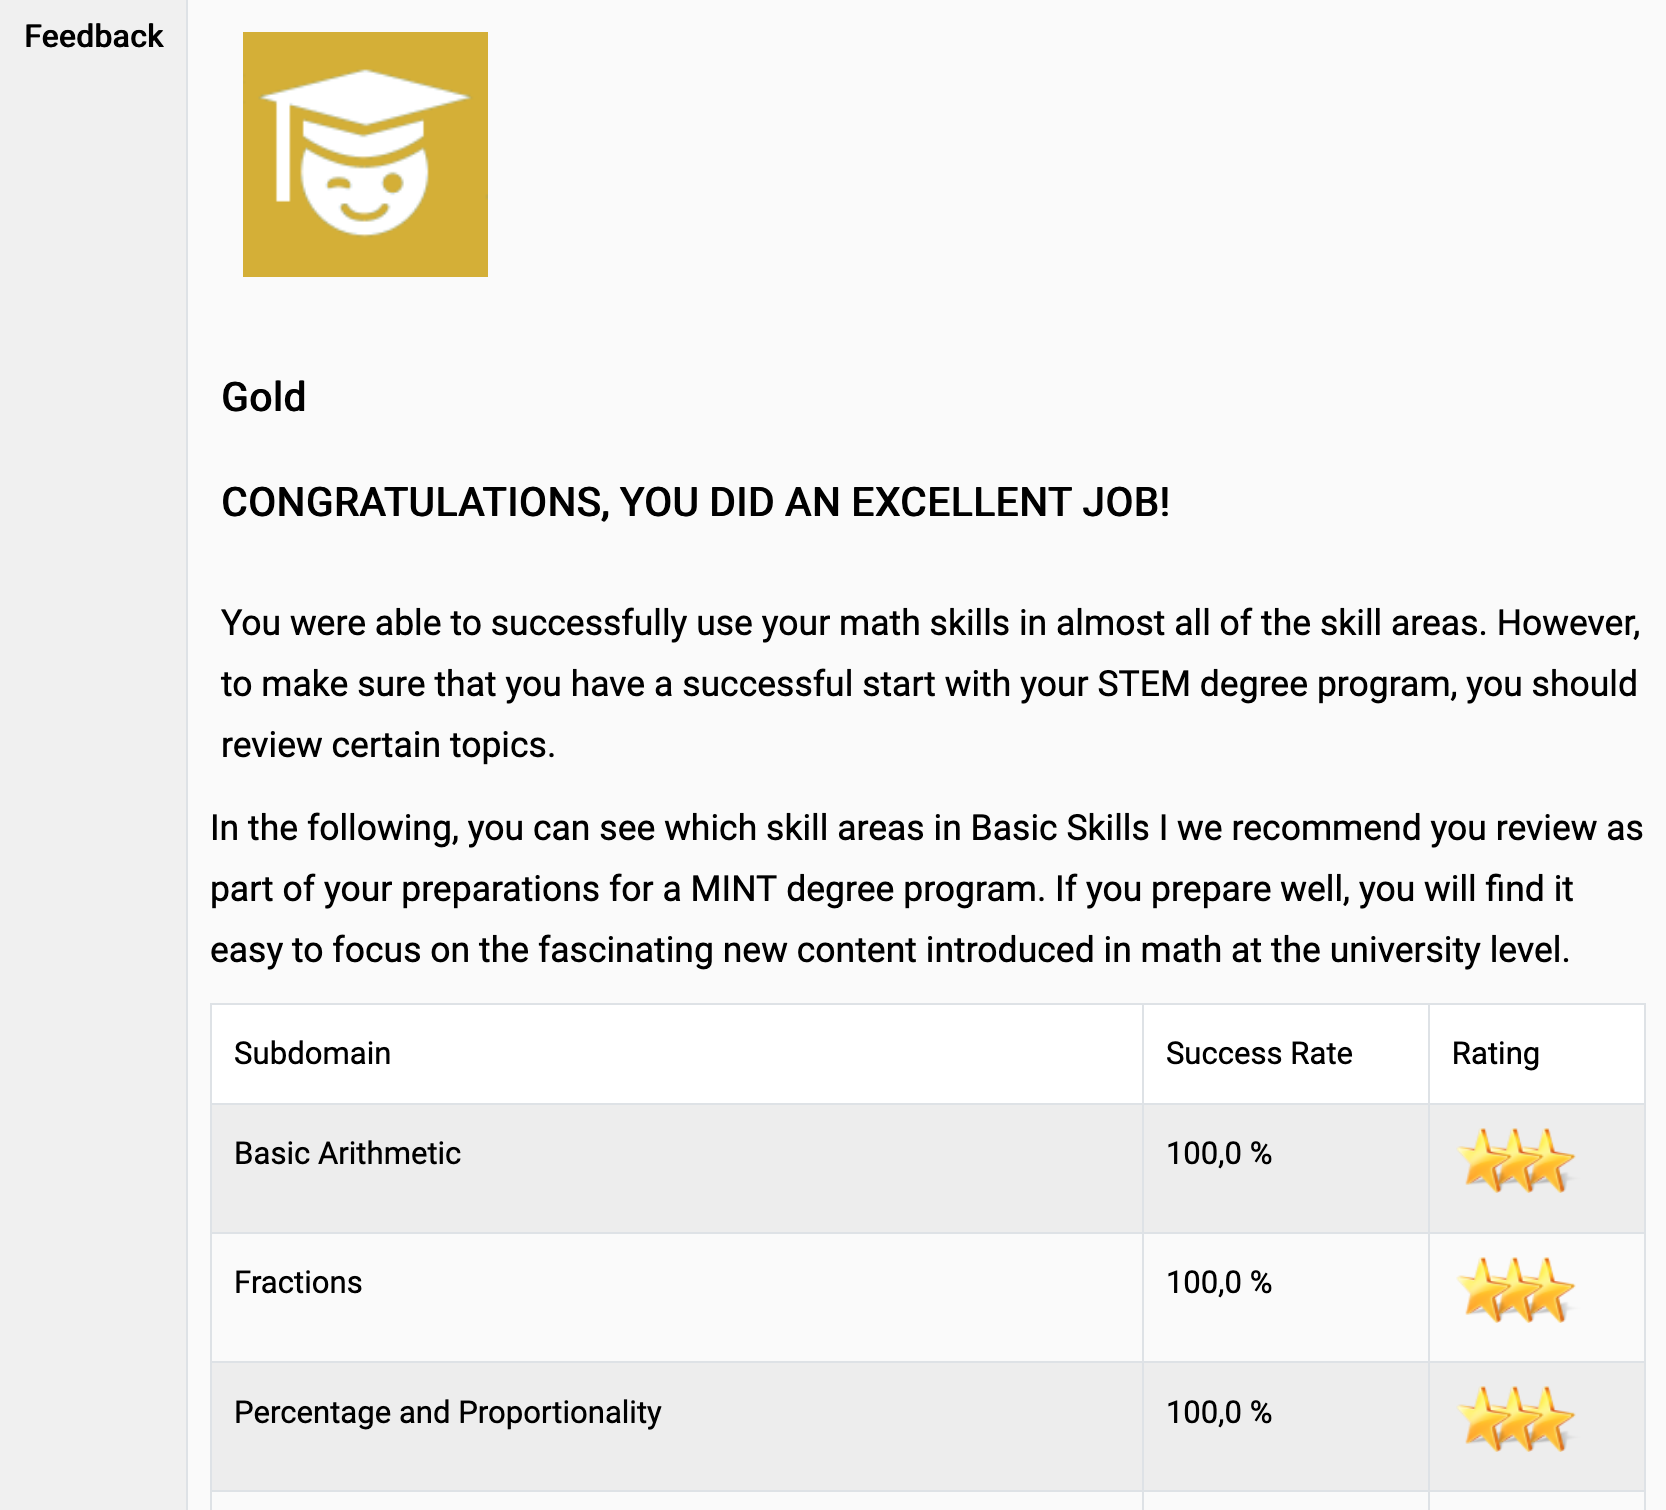 Feedback
Gold
CONGRATULATIONS, YOU DID AN EXCELLENT JOB!
You were able to successfully use your math skills in almost all of the skill areas. However,
to make sure that you have a successful start with your STEM degree program, you should
review certain topics.
In the following, you can see which skill areas in Basic Skills I we recommend you review as
part of your preparations for a MINT degree program. If you prepare well, you will find it
easy to focus on the fascinating new content introduced in math at the university level.
Subdomain Success Rate Rating
Basic Arithmetic 100,0 %
Fractions 100,0 %
Percentage and Proportionality 100,0 %